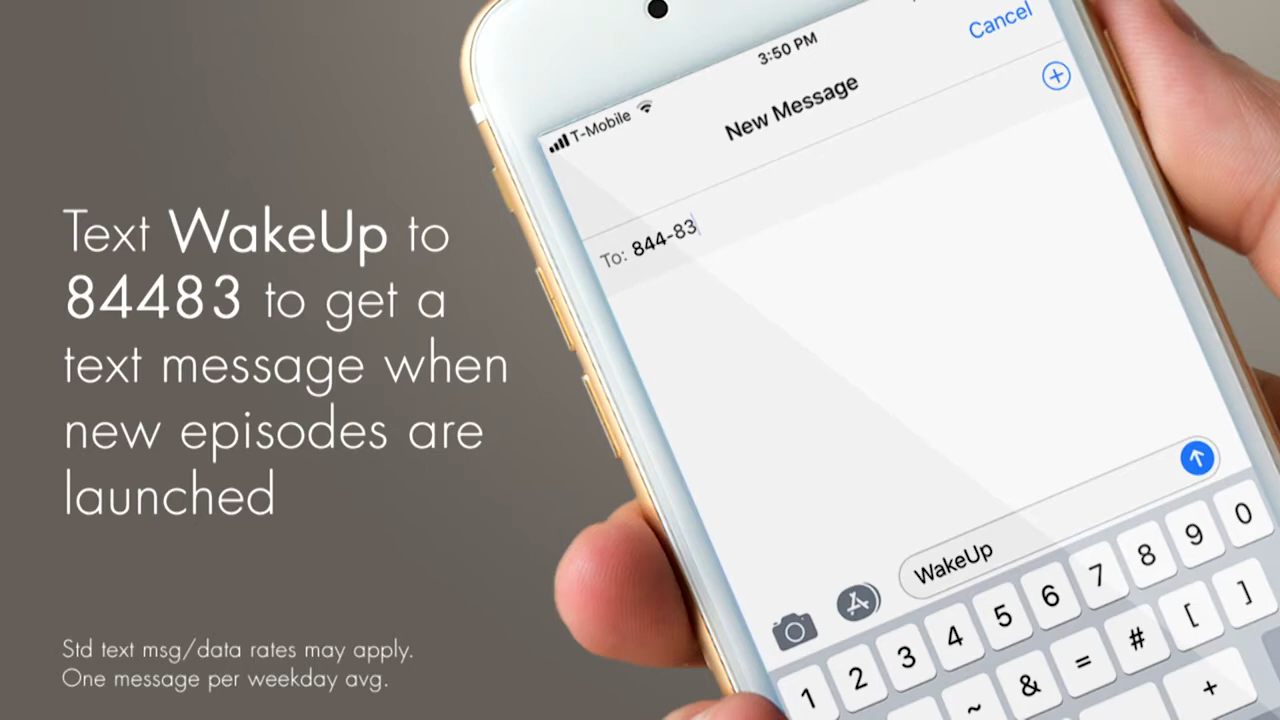 Text WakeUp to
84483 to get a
text message when
new episodes are
launched
Std text msg/data rates may apply.
One message per weekday avg.
T-Mobile 3:50 PM
New Message Cancel
To: 844-83
WakeUp
1 2 3 4 5 6 7 8 9 0
~ & = # [ ]
+